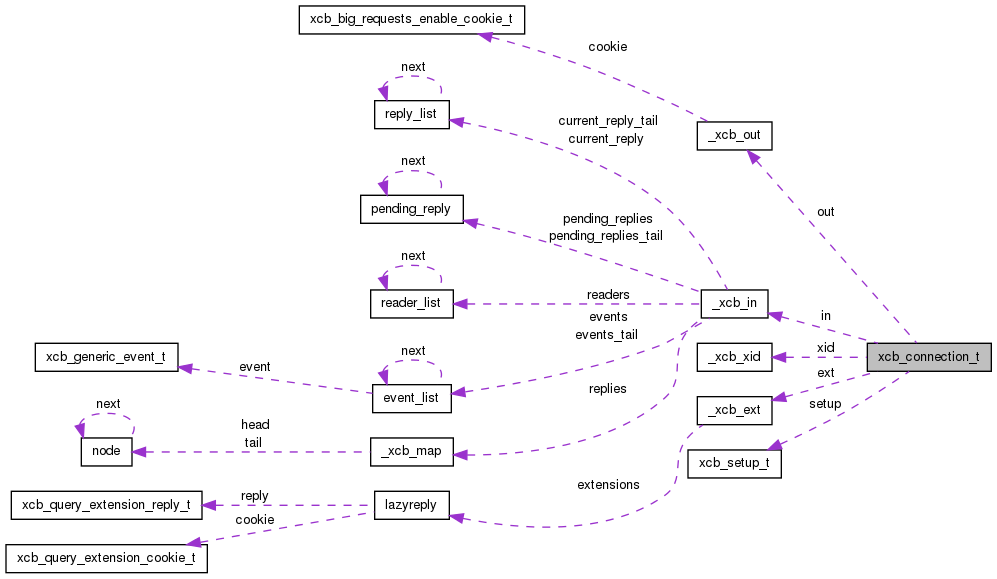 xcb_big_requests_enable_cookie_t
cookie
next
reply_list
current_reply_tail
current_reply
_xcb_out
next
pending_reply
pending_replies
pending_replies_tail
out
next
reader_list
readers
_xcb_in
in
events
events_tail
xcb_generic_event_t
event
next
event_list
_xcb_xid
xid
xcb_connection_t
ext
replies
_xcb_ext
setup
next
node
head
tail
_xcb_map
xcb_setup_t
extensions
xcb_query_extension_reply_t
reply
lazyreply
cookie
xcb_query_extension_cookie_t